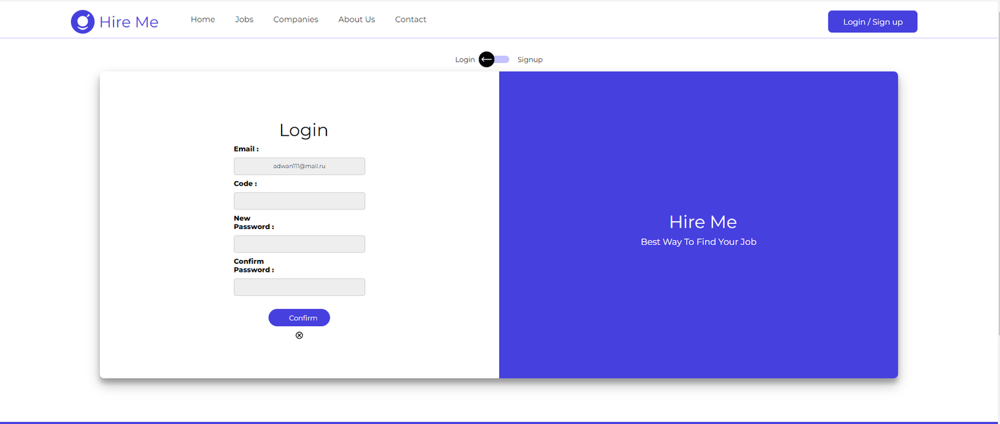 Hire Me
Home
Jobs
Companies
About Us
Contact
Login / Sign up
Login
Signup
Login
Email :
adwan111@mail.ru
Code :
New
Password :
Confirm
Password :
Confirm
Hire Me
Best Way To Find Your Job